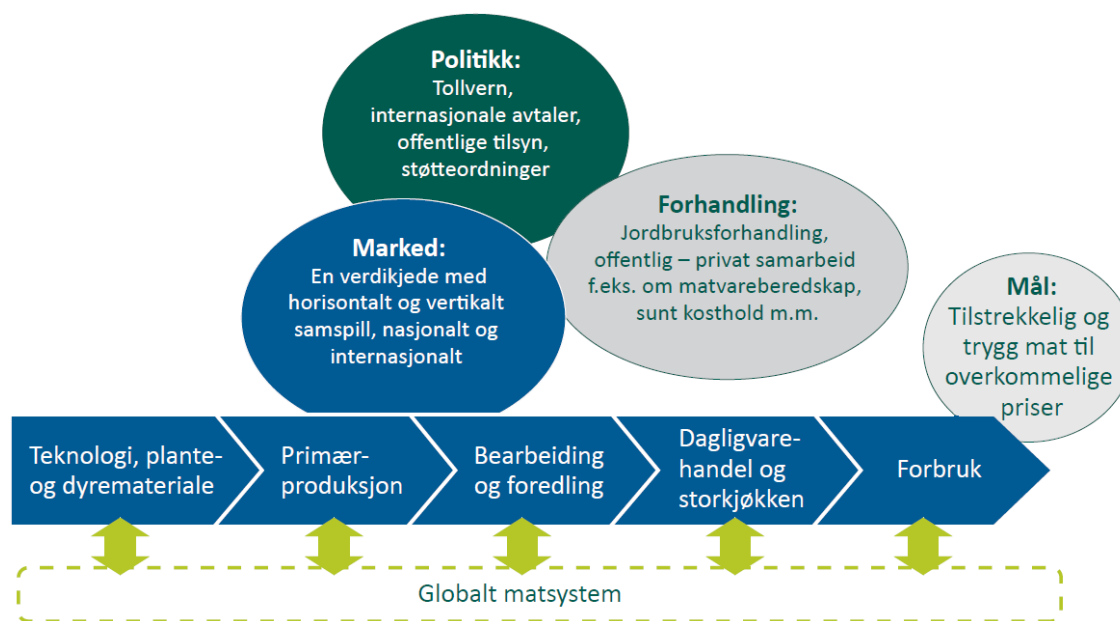 Politikk:
Tollvern,
internasjonale avtaler,
offentlige tilsyn,
støtteordninger
Marked:
En verdikjede med
horisontalt og vertikalt
samspill, nasjonalt og
internasjonalt
Forhandling:
Jordbruksforhandling,
offentlig – privat samarbeid
f.eks. om matvareberedskap,
sunt kosthold m.m.
Mål:
Tilstrekkelig og
trygg mat til
overkommelige
priser
Teknologi, plante-
og dyremateriale
Primær-
produksjon
Bearbeiding
og foredling
Dagligvare-
handel og
storkjøkken
Forbruk
Globalt matsystem